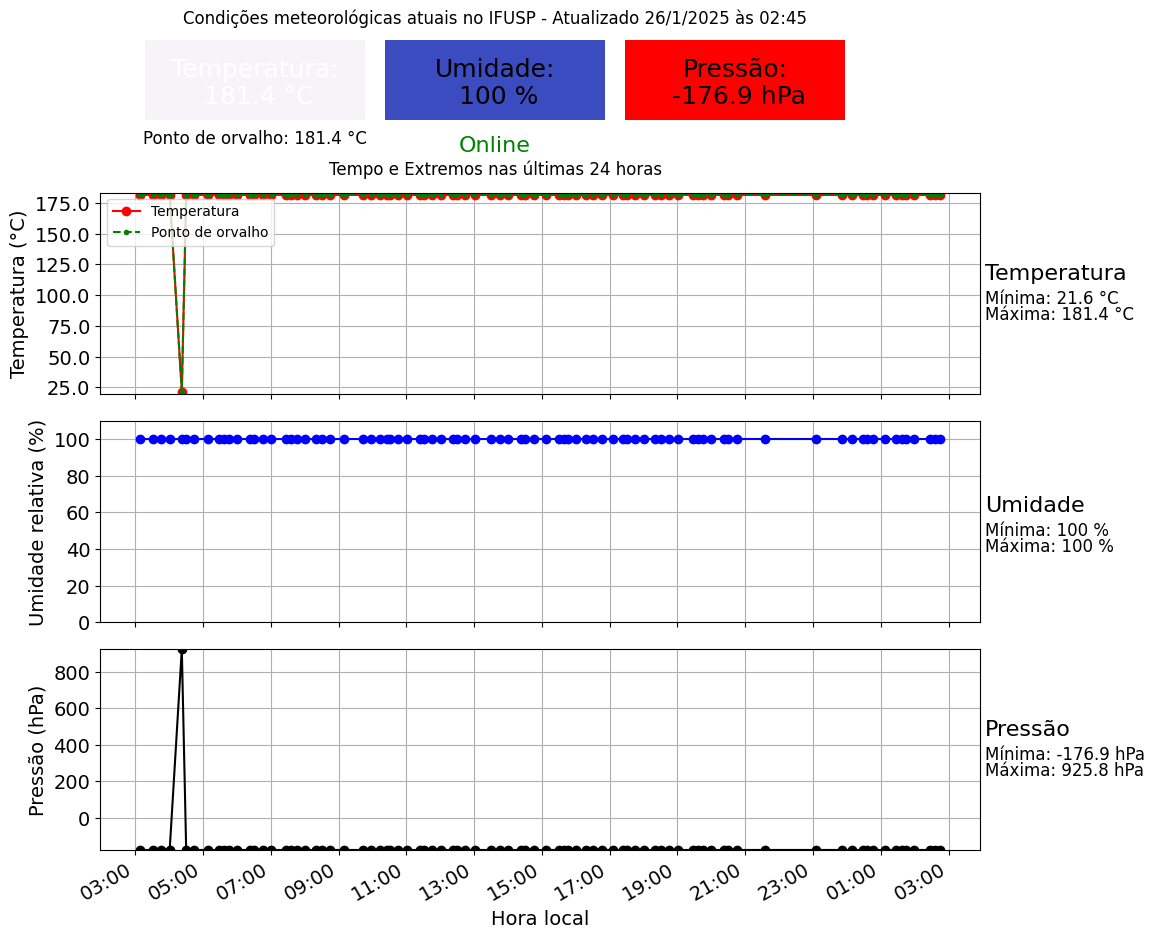 Condições meteorológicas atuais no IFUSP - Atualizado 26/1/2025 às 02:45
Temperatura:
181.4 °C
Umidade:
100 %
Pressão:
-176.9 hPa
Ponto de orvalho: 181.4 °C
Online
Tempo e Extremos nas últimas 24 horas
Temperatura (°C)
175.0
150.0
125.0
100.0
75.0
50.0
25.0
Temperatura
Ponto de orvalho
Temperatura
Mínima: 21.6 °C
Máxima: 181.4 °C
Umidade relativa (%)
100
80
60
40
20
0
Umidade
Mínima: 100 %
Máxima: 100 %
Pressão (hPa)
800
600
400
200
0
Pressão
Mínima: -176.9 hPa
Máxima: 925.8 hPa
03:00
05:00
07:00
09:00
11:00
13:00
15:00
17:00
19:00
21:00
23:00
01:00
03:00
Hora local